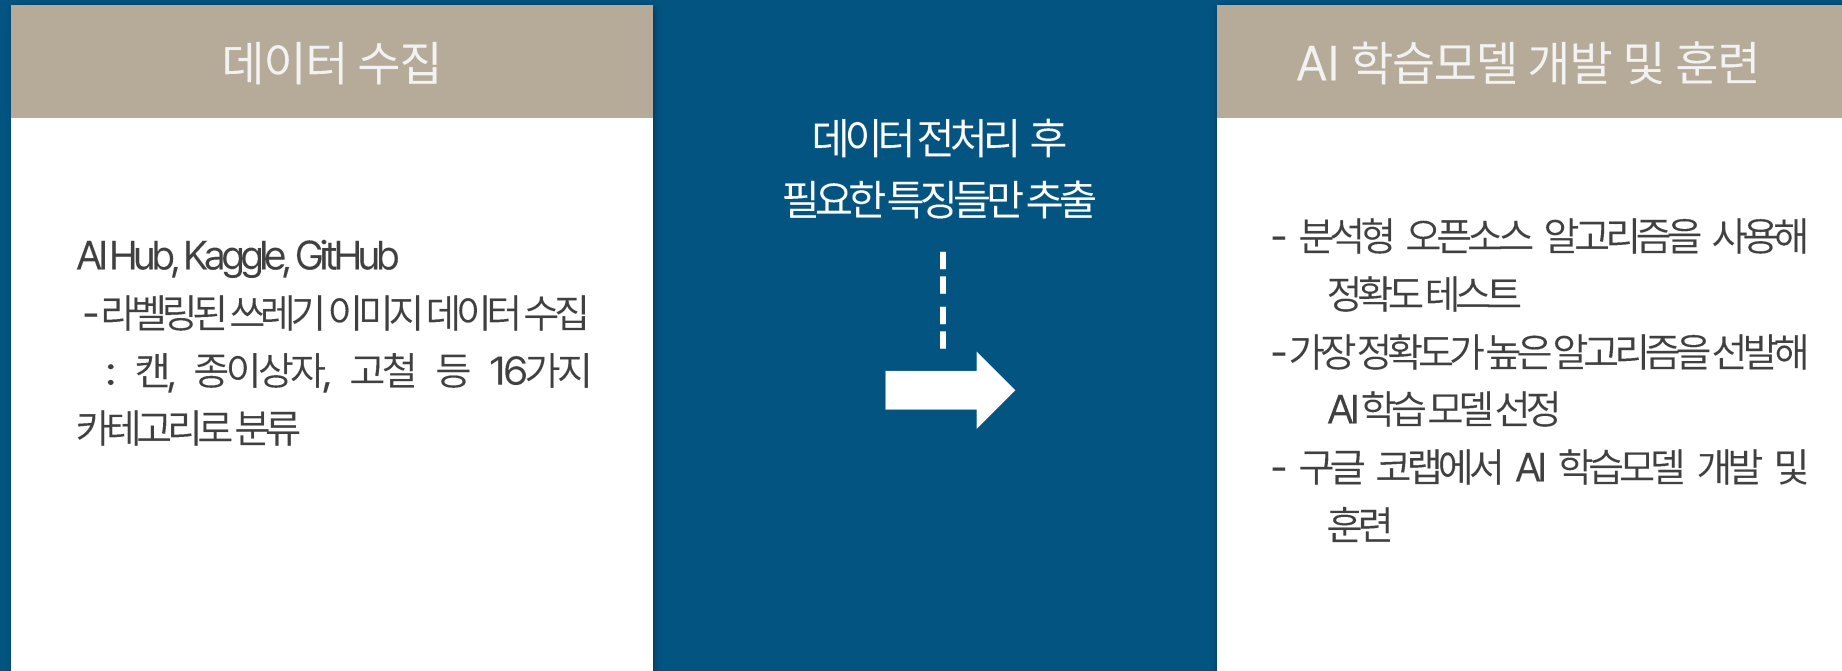 데이터 수집
AI Hub, Kaggle, GitHub
- 라벨링된 쓰레기 이미지 데이터 수집
: 캔, 종이상자, 고철 등 16가지
카테고리로 분류
데이터 전처리 후
필요한 특징들만 추출
AI 학습모델 개발 및 훈련
- 분석형 오픈소스 알고리즘을 사용해
정확도 테스트
- 가장 정확도가 높은 알고리즘을 선발해
AI 학습 모델 선정
- 구글 코랩에서 AI 학습모델 개발 및
훈련